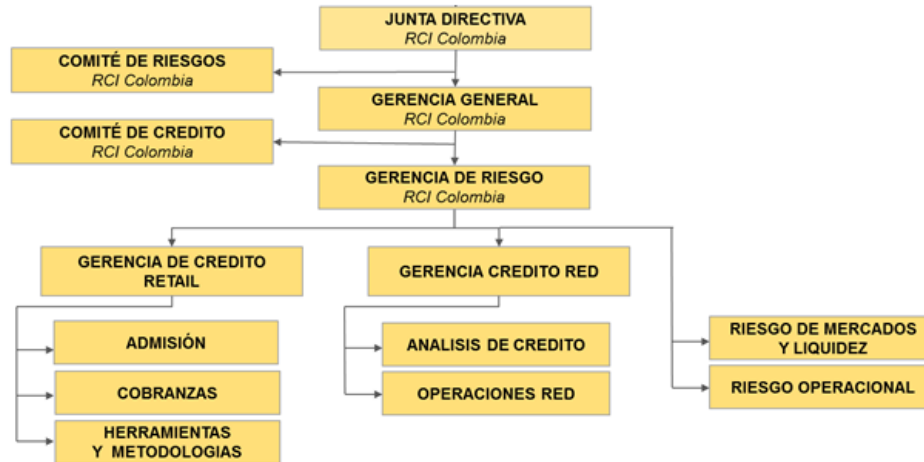 JUNTA DIRECTIVA
RCI Colombia
COMITÉ DE RIESGOS
RCI Colombia
GERENCIA GENERAL
RCI Colombia
COMITÉ DE CREDITO
RCI Colombia
GERENCIA DE RIESGO
RCI Colombia
GERENCIA DE CREDITO
RETAIL
ADMISIÓN
COBRANZAS
HERRAMIENTAS
Y METODOLOGIAS
GERENCIA CREDITO RED
ANALISIS DE CREDITO
OPERACIONES RED
RIESGO DE MERCADOS
Y LIQUIDEZ
RIESGO OPERACIONAL